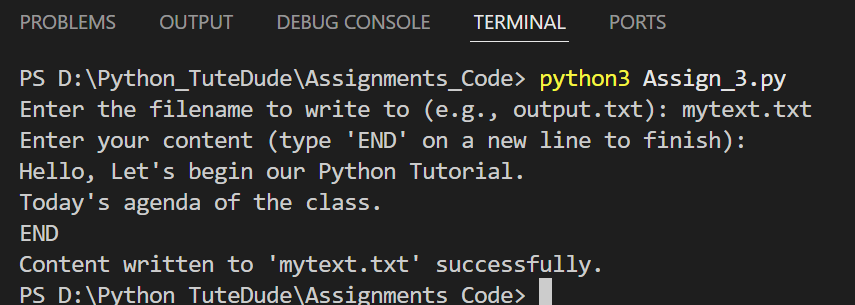 PROBLEMS OUTPUT DEBUG CONSOLE TERMINAL PORTS
PS D:\Python_TuteDude\Assignments_Code> python3 Assign_3.py
Enter the filename to write to (e.g., output.txt): mytext.txt
Enter your content (type 'END' on a new line to finish):
Hello, Let's begin our Python Tutorial.
Today's agenda of the class.
END
Content written to 'mytext.txt' successfully.
PS D:\Python_TuteDude\Assignments_Code>